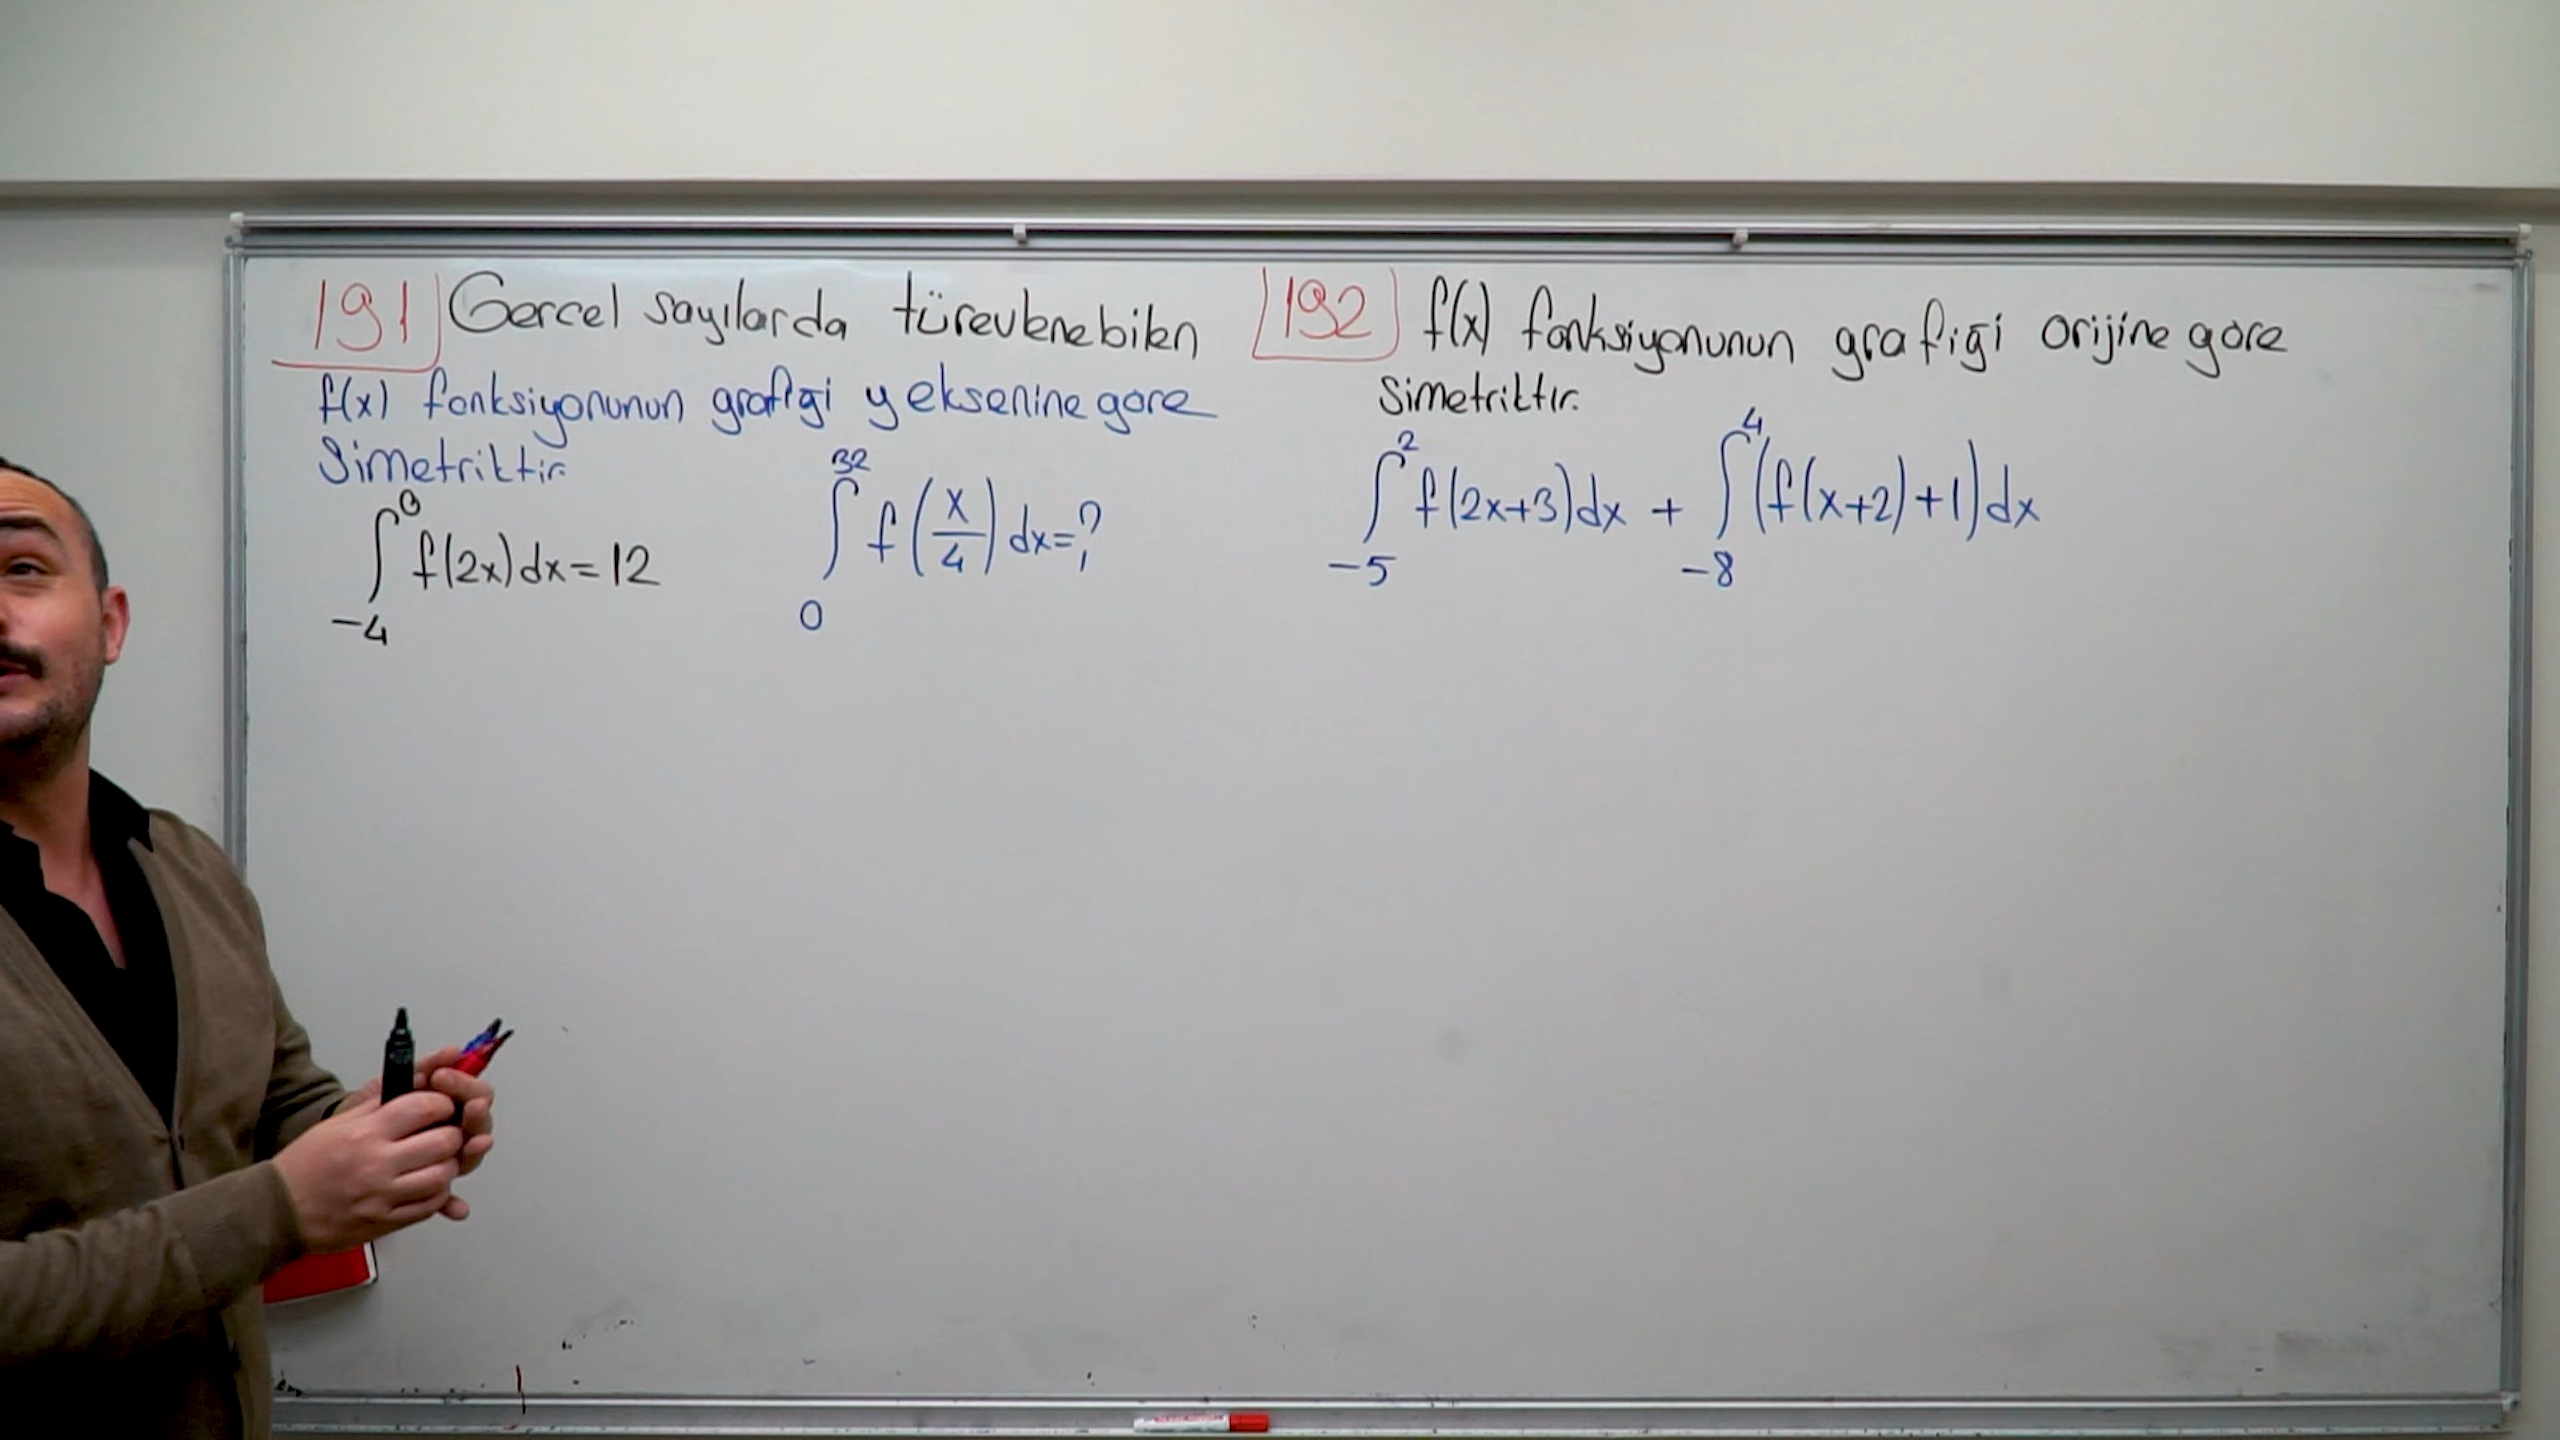 191 Gercel sayılarda türevlenebilen
f(x) fonksiyonunun grafiği y eksenine göre
Simetriktir.
∫_{-4}^{0} f(2x)dx=12    ∫_{0}^{32} f(x/4)dx=?
192 f(x) fonksiyonunun grafiği orijine göre
Simetriktir.
∫_{-5}^{2} f(2x+3)dx + ∫_{-8}^{4} (f(x+2)+1)dx